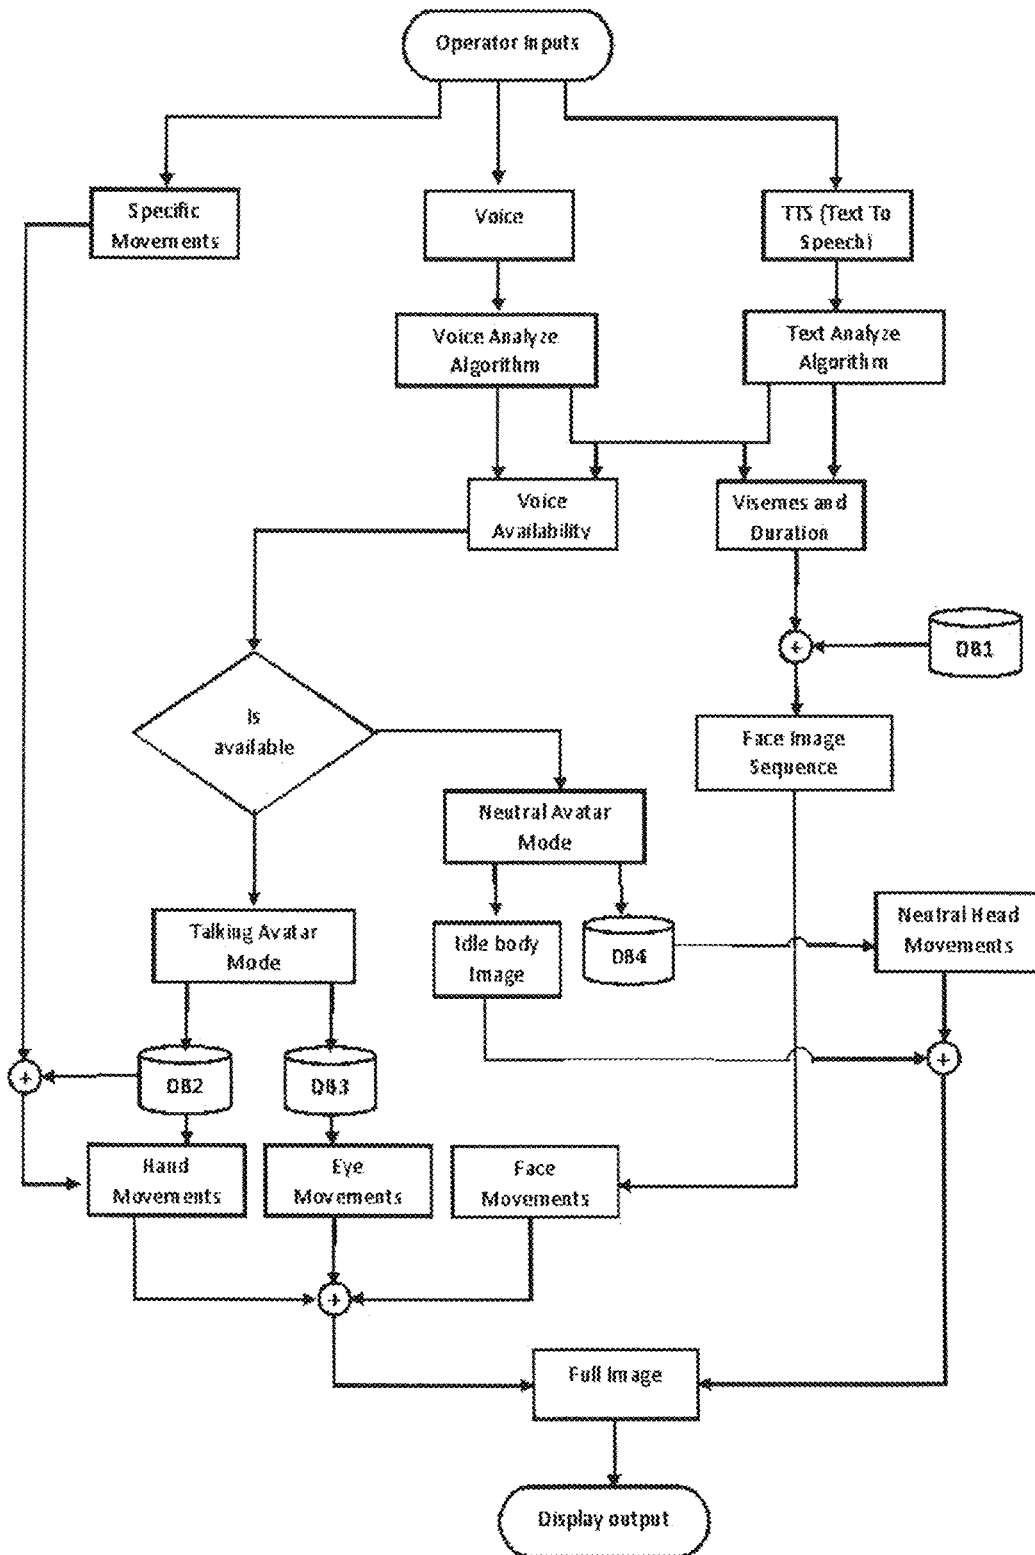 Operator Inputs
Specific
Movements
Voice
TTS (Text To
Speech)
Voice Analyze
Algorithm
Text Analyze
Algorithm
Voice
Availability
Visemes and
Duration
+
DB1
Is
available
Face Image
Sequence
Neutral Avatar
Mode
Talking Avatar
Mode
Idle body
Image
DB4
Neutral Head
Movements
+
+
DB2
DB3
Hand
Movements
Eye
Movements
Face
Movements
+
Full Image
Display output